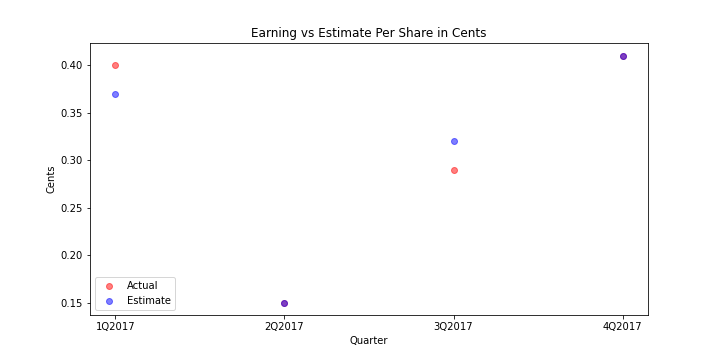 Earning vs Estimate Per Share in Cents
0.40
0.35
0.30
0.25
0.20
0.15
Cents
Actual
Estimate
1Q2017 2Q2017 3Q2017 4Q2017
Quarter